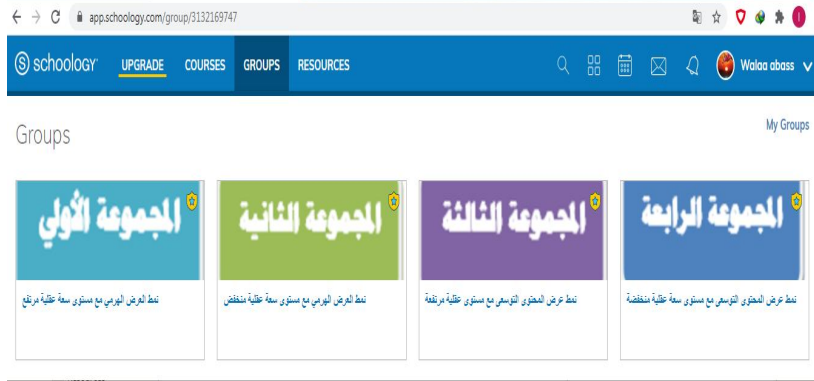 app.schoology.com/group/3132169747
S schoology UPGRADE COURSES GROUPS RESOURCES Walaa abass
Groups
My Groups
المجموعة الأولي
المجموعة الثانية
المجموعة الثالثة
المجموعة الرابعة
نمط العرض الهرمي مع مستوى سعة عقلية مرتفع
نمط العرض الهرمي مع مستوى سعة عقلية منخفض
نمط عرض المحتوى التوسعى مع مستوى عقلية مرتفعة
نمط عرض المحتوى التوسعى مع مستوى سعة عقلية منخفضة